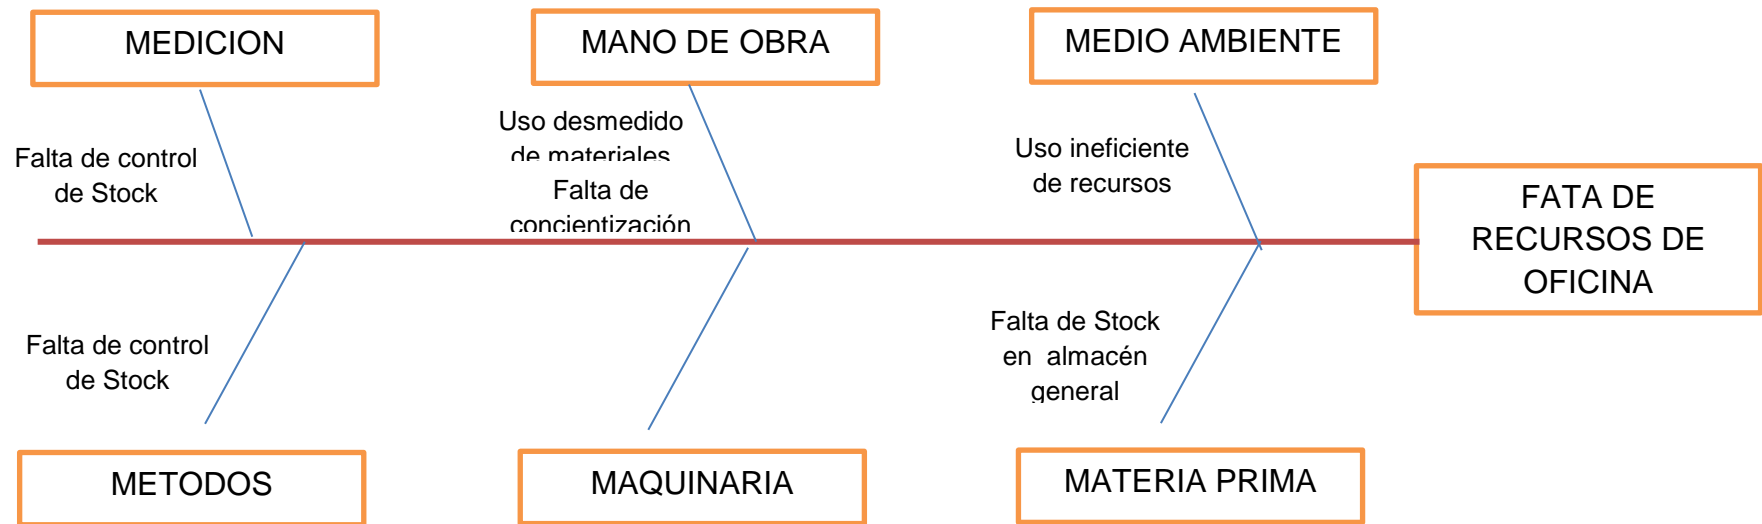 MEDICION
MANO DE OBRA
MEDIO AMBIENTE
Falta de control
de Stock
Uso desmedido
de materiales
Falta de
concientización
Uso ineficiente
de recursos
FATA DE
RECURSOS DE
OFICINA
Falta de control
de Stock
Falta de Stock
en almacén
general
METODOS
MAQUINARIA
MATERIA PRIMA